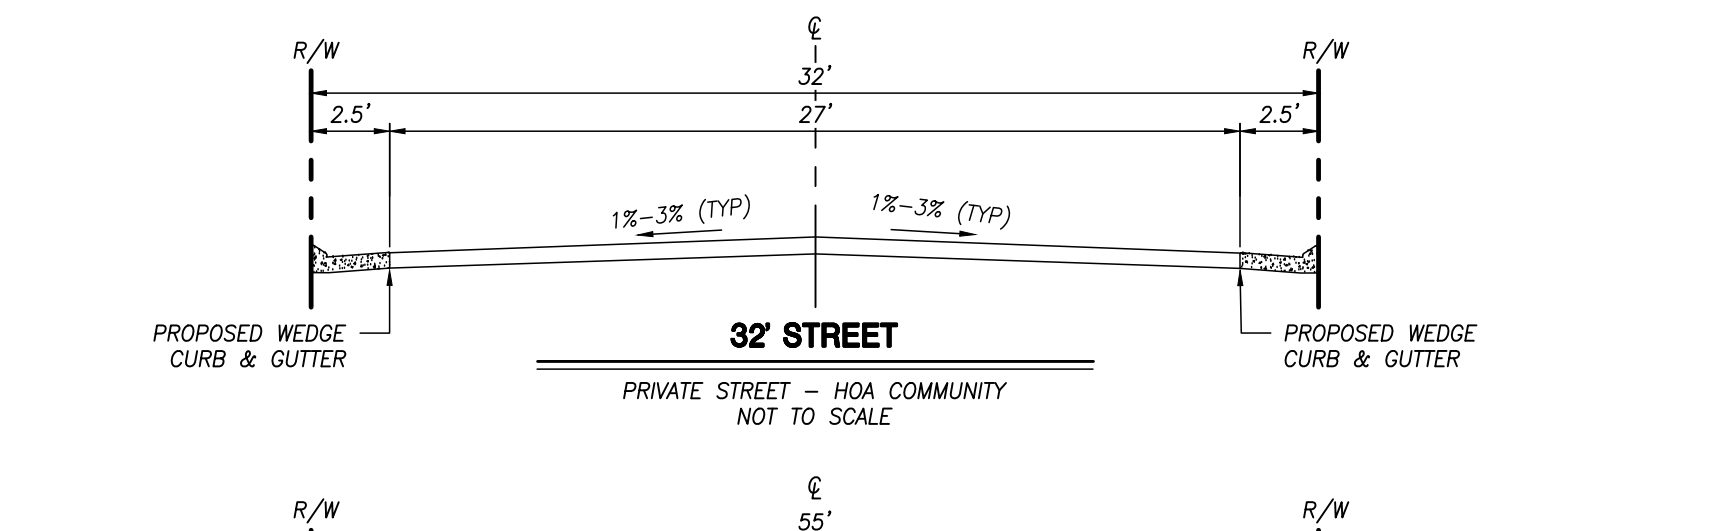 ℄
R/W
R/W
32'
2.5'
27'
2.5'
1%-3% (TYP)
1%-3% (TYP)
PROPOSED WEDGE
CURB & GUTTER
32' STREET
PROPOSED WEDGE
CURB & GUTTER
PRIVATE STREET - HOA COMMUNITY
NOT TO SCALE
℄
R/W
R/W
55'